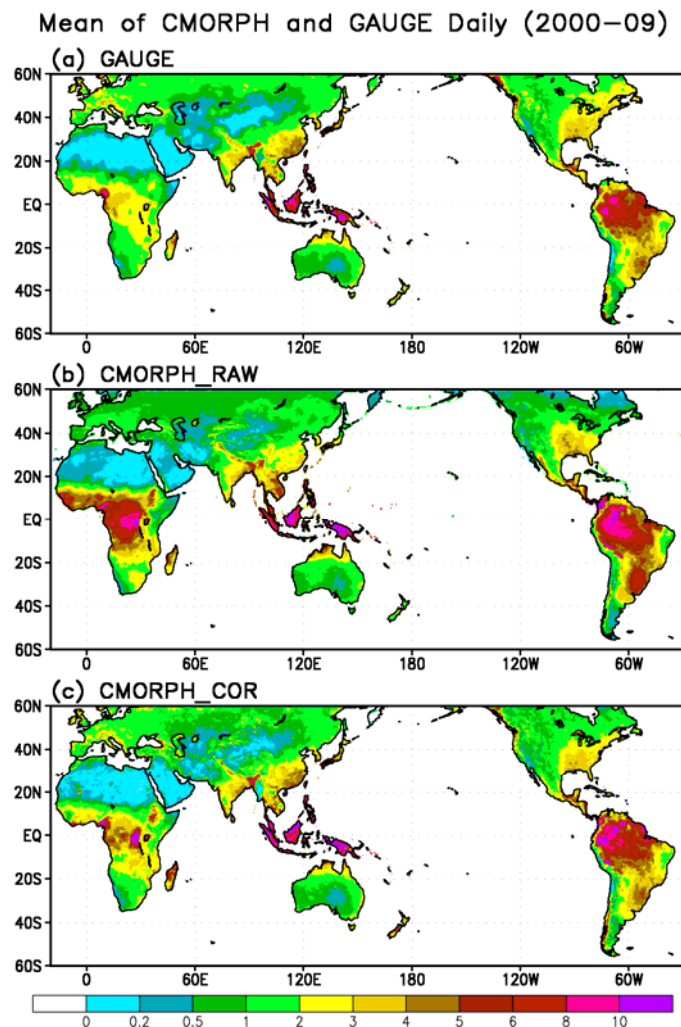 Mean of CMORPH and GAUGE Daily (2000-09)
(a) GAUGE
60N
40N
20N
EQ
20S
40S
60S
0 60E 120E 180 120W 60W
(b) CMORPH_RAW
60N
40N
20N
EQ
20S
40S
60S
0 60E 120E 180 120W 60W
(c) CMORPH_COR
60N
40N
20N
EQ
20S
40S
60S
0 60E 120E 180 120W 60W
0 0.2 0.5 1 2 3 4 5 6 8 10